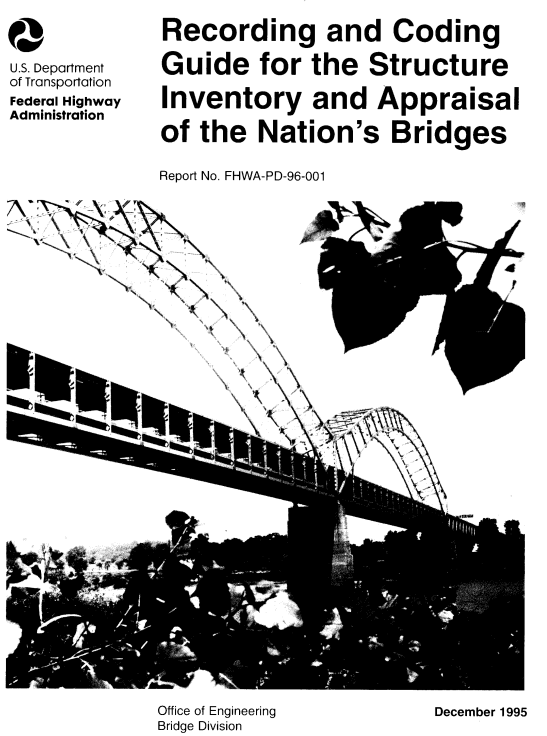 Recording and Coding
Guide for the Structure
Inventory and Appraisal
of the Nation's Bridges
U.S. Department
of Transportation
Federal Highway
Administration
Report No. FHWA-PD-96-001
Office of Engineering
Bridge Division
December 1995